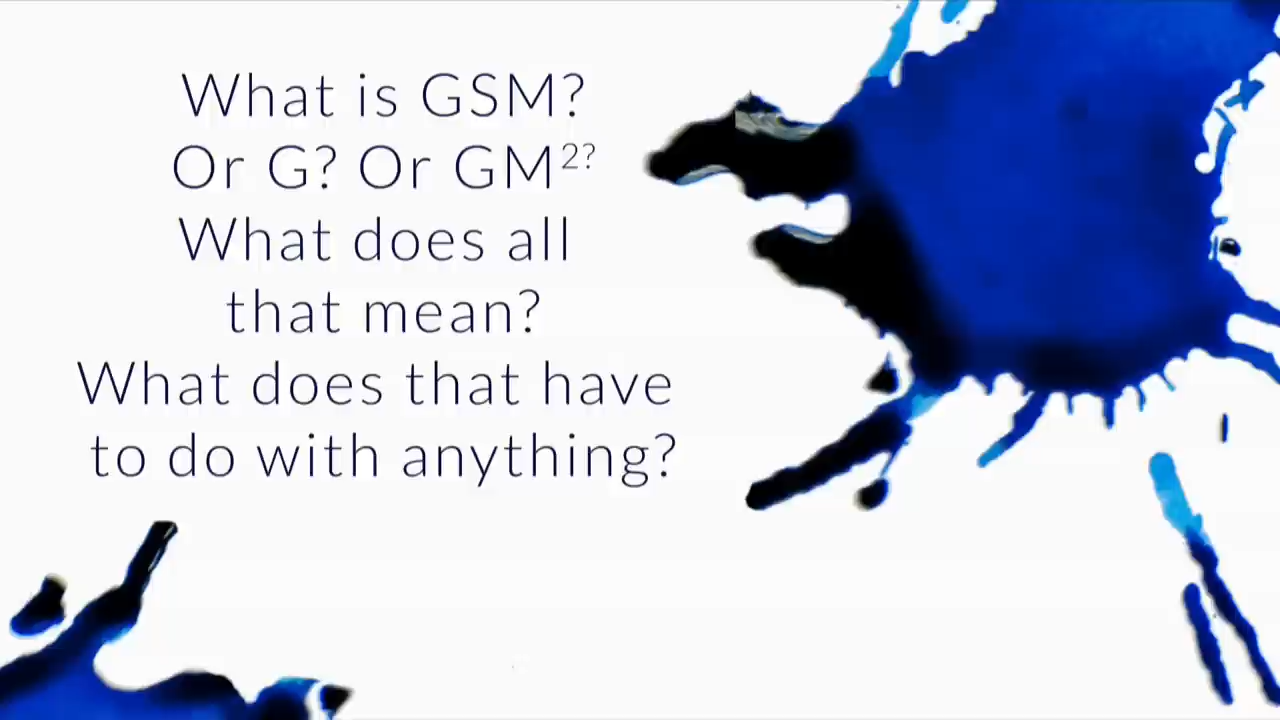 What is GSM?
Or G? Or GM²?
What does all
that mean?
What does that have
to do with anything?